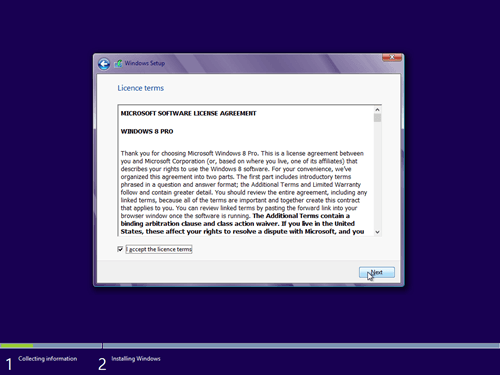 Windows Setup
Licence terms
MICROSOFT SOFTWARE LICENSE AGREEMENT
WINDOWS 8 PRO
Thank you for choosing Microsoft Windows 8 Pro. This is a license agreement between
you and Microsoft Corporation (or, based on where you live, one of its affiliates) that
describes your rights to use the Windows 8 software. For your convenience, we've
organized this agreement into two parts. The first part includes introductory terms
phrased in a question and answer format; the Additional Terms and Limited Warranty
follow and contain greater detail. You should review the entire agreement, including any
linked terms, because all of the terms are important and together create this contract
that applies to you. You can review linked terms by pasting the forward link into your
browser window once the software is running. The Additional Terms contain a
binding arbitration clause and class action waiver. If you live in the United
States, these affect your rights to resolve a dispute with Microsoft, and you
I accept the licence terms
Next
1 Collecting information
2 Installing Windows